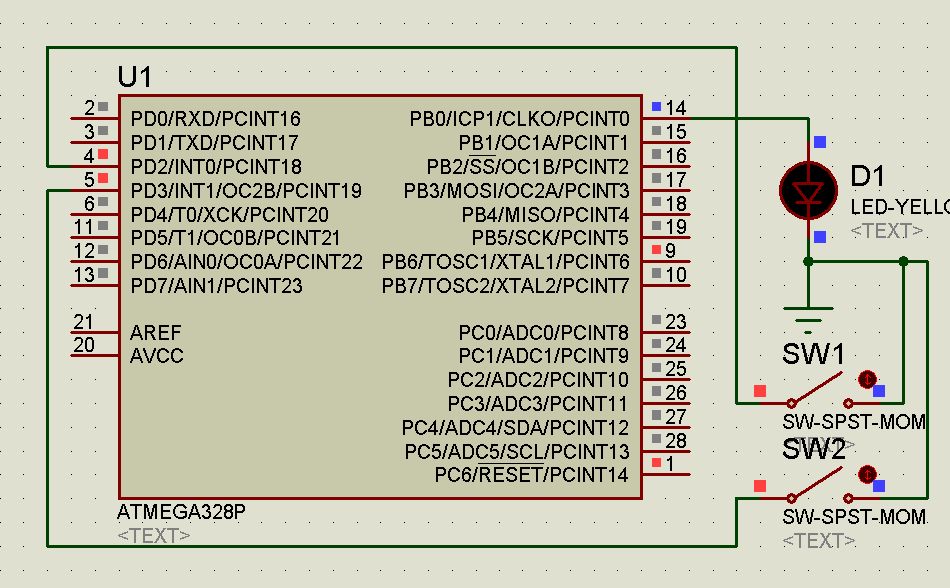 U1
2
PD0/RXD/PCINT16
3
PD1/TXD/PCINT17
4
PD2/INT0/PCINT18
5
PD3/INT1/OC2B/PCINT19
6
PD4/T0/XCK/PCINT20
11
PD5/T1/OC0B/PCINT21
12
PD6/AIN0/OC0A/PCINT22
13
PD7/AIN1/PCINT23
21
AREF
20
AVCC
PB0/ICP1/CLKO/PCINT0
14
PB1/OC1A/PCINT1
15
PB2/SS/OC1B/PCINT2
16
PB3/MOSI/OC2A/PCINT3
17
PB4/MISO/PCINT4
18
PB5/SCK/PCINT5
19
PB6/TOSC1/XTAL1/PCINT6
9
PB7/TOSC2/XTAL2/PCINT7
10
PC0/ADC0/PCINT8
23
PC1/ADC1/PCINT9
24
PC2/ADC2/PCINT10
25
PC3/ADC3/PCINT11
26
PC4/ADC4/SDA/PCINT12
27
PC5/ADC5/SCL/PCINT13
28
PC6/RESET/PCINT14
1
ATMEGA328P
<TEXT>
D1
LED-YELLO
<TEXT>
SW1
SW-SPST-MOM
<TEXT>
SW2
SW-SPST-MOM
<TEXT>